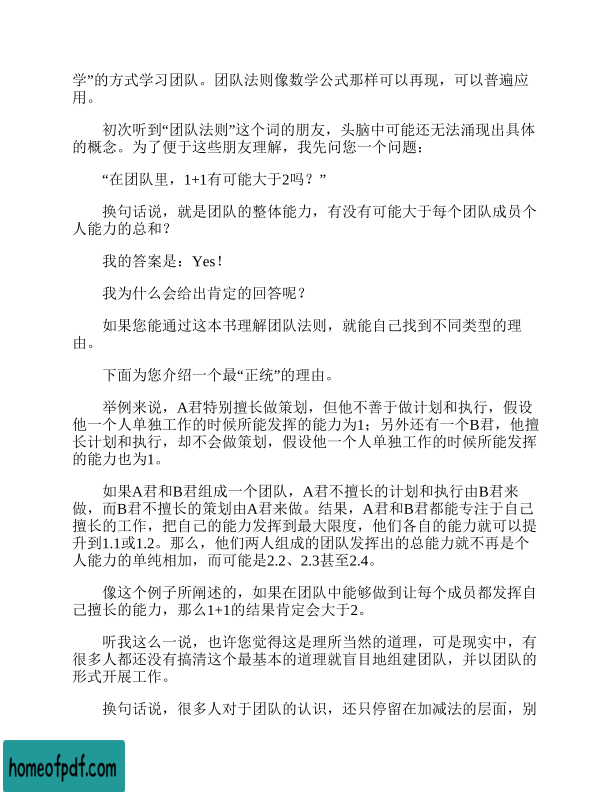 学”的方式学习团队。团队法则像数学公式那样可以再现，可以普遍应
用。
初次听到“团队法则”这个词的朋友，头脑中可能还无法涌现出具体
的概念。为了便于这些朋友理解，我先问您一个问题：
“在团队里，1+1有可能大于2吗？”
换句话说，就是团队的整体能力，有没有可能大于每个团队成员个
人能力的总和？
我的答案是：Yes！
我为什么会给出肯定的回答呢？
如果您能通过这本书理解团队法则，就能自己找到不同类型的理
由。
下面为您介绍一个最“正统”的理由。
举例来说，A君特别擅长做策划，但他不善于做计划和执行，假设
他一个人单独工作的时候所能发挥的能力为1；另外还有一个B君，他擅
长计划和执行，却不会做策划，假设他一个人单独工作的时候所能发挥
的能力也为1。
如果A君和B君组成一个团队，A君不擅长的计划和执行由B君来
做，而B君不擅长的策划由A君来做。结果，A君和B君都能专注于自己
擅长的工作，把自己的能力发挥到最大限度，他们各自的能力就可以提
升到1.1或1.2。那么，他们两人组成的团队发挥出的总能力就不再是个
人能力的单纯相加，而可能是2.2、2.3甚至2.4。
像这个例子所阐述的，如果在团队中能够做到让每个成员都发挥自
己擅长的能力，那么1+1的结果肯定会大于2。
听我这么一说，也许您觉得这是理所当然的道理，可是现实中，有
很多人都还没有搞清这个最基本的道理就盲目地组建团队，并以团队的
形式开展工作。
换句话说，很多人对于团队的认识，还只停留在加减法的层面，别
homeofpdf.com